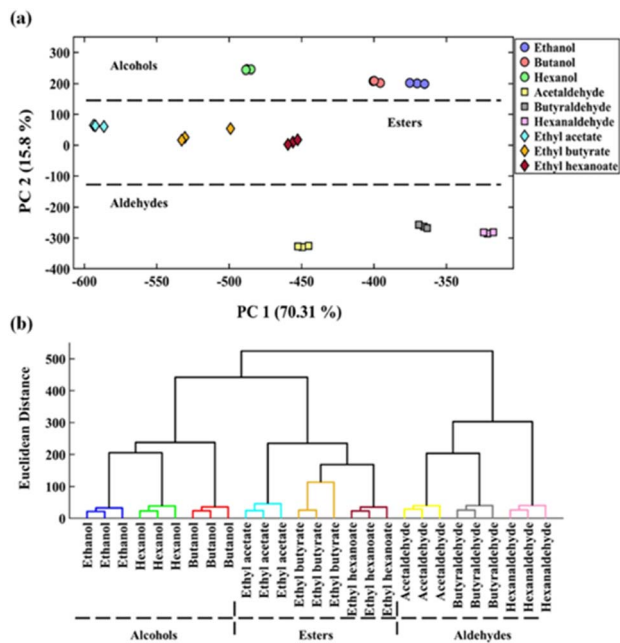 (a)
300
200
100
0
-100
-200
-300
-400
PC 2 (15.8 %)
Alcohols
Esters
Aldehydes
-600 -550 -500 -450 -400 -350
PC 1 (70.31 %)
Ethanol
Butanol
Hexanol
Acetaldehyde
Butyraldehyde
Hexanaldehyde
Ethyl acetate
Ethyl butyrate
Ethyl hexanoate
(b)
500
400
300
200
100
0
Euclidean Distance
Ethanol
Ethanol
Ethanol
Hexanol
Hexanol
Hexanol
Butanol
Butanol
Butanol
Ethyl acetate
Ethyl acetate
Ethyl acetate
Ethyl butyrate
Ethyl butyrate
Ethyl butyrate
Ethyl hexanoate
Ethyl hexanoate
Ethyl hexanoate
Acetaldehyde
Acetaldehyde
Acetaldehyde
Butyraldehyde
Butyraldehyde
Butyraldehyde
Hexanaldehyde
Hexanaldehyde
Hexanaldehyde
Alcohols Esters Aldehydes